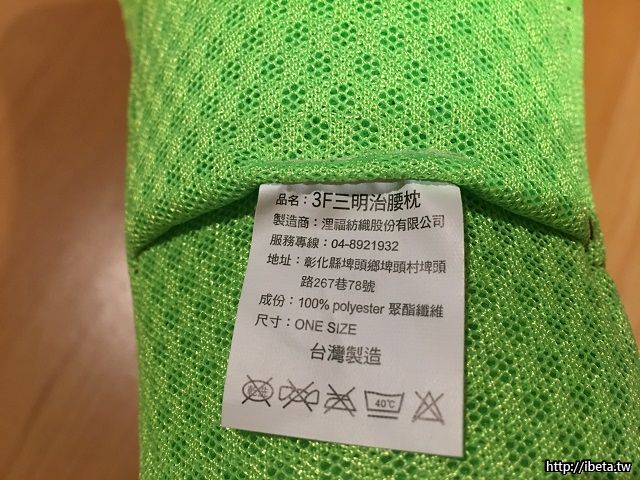 品名：3F三明治腰枕
製造商：浬福紡織股份有限公司
服務專線：04-8921932
地址：彰化縣埤頭鄉埤頭村埤頭
路267巷78號
成份：100% polyester 聚酯纖維
尺寸：ONE SIZE
台灣製造
乾洗
40℃
http://ibeta.tw